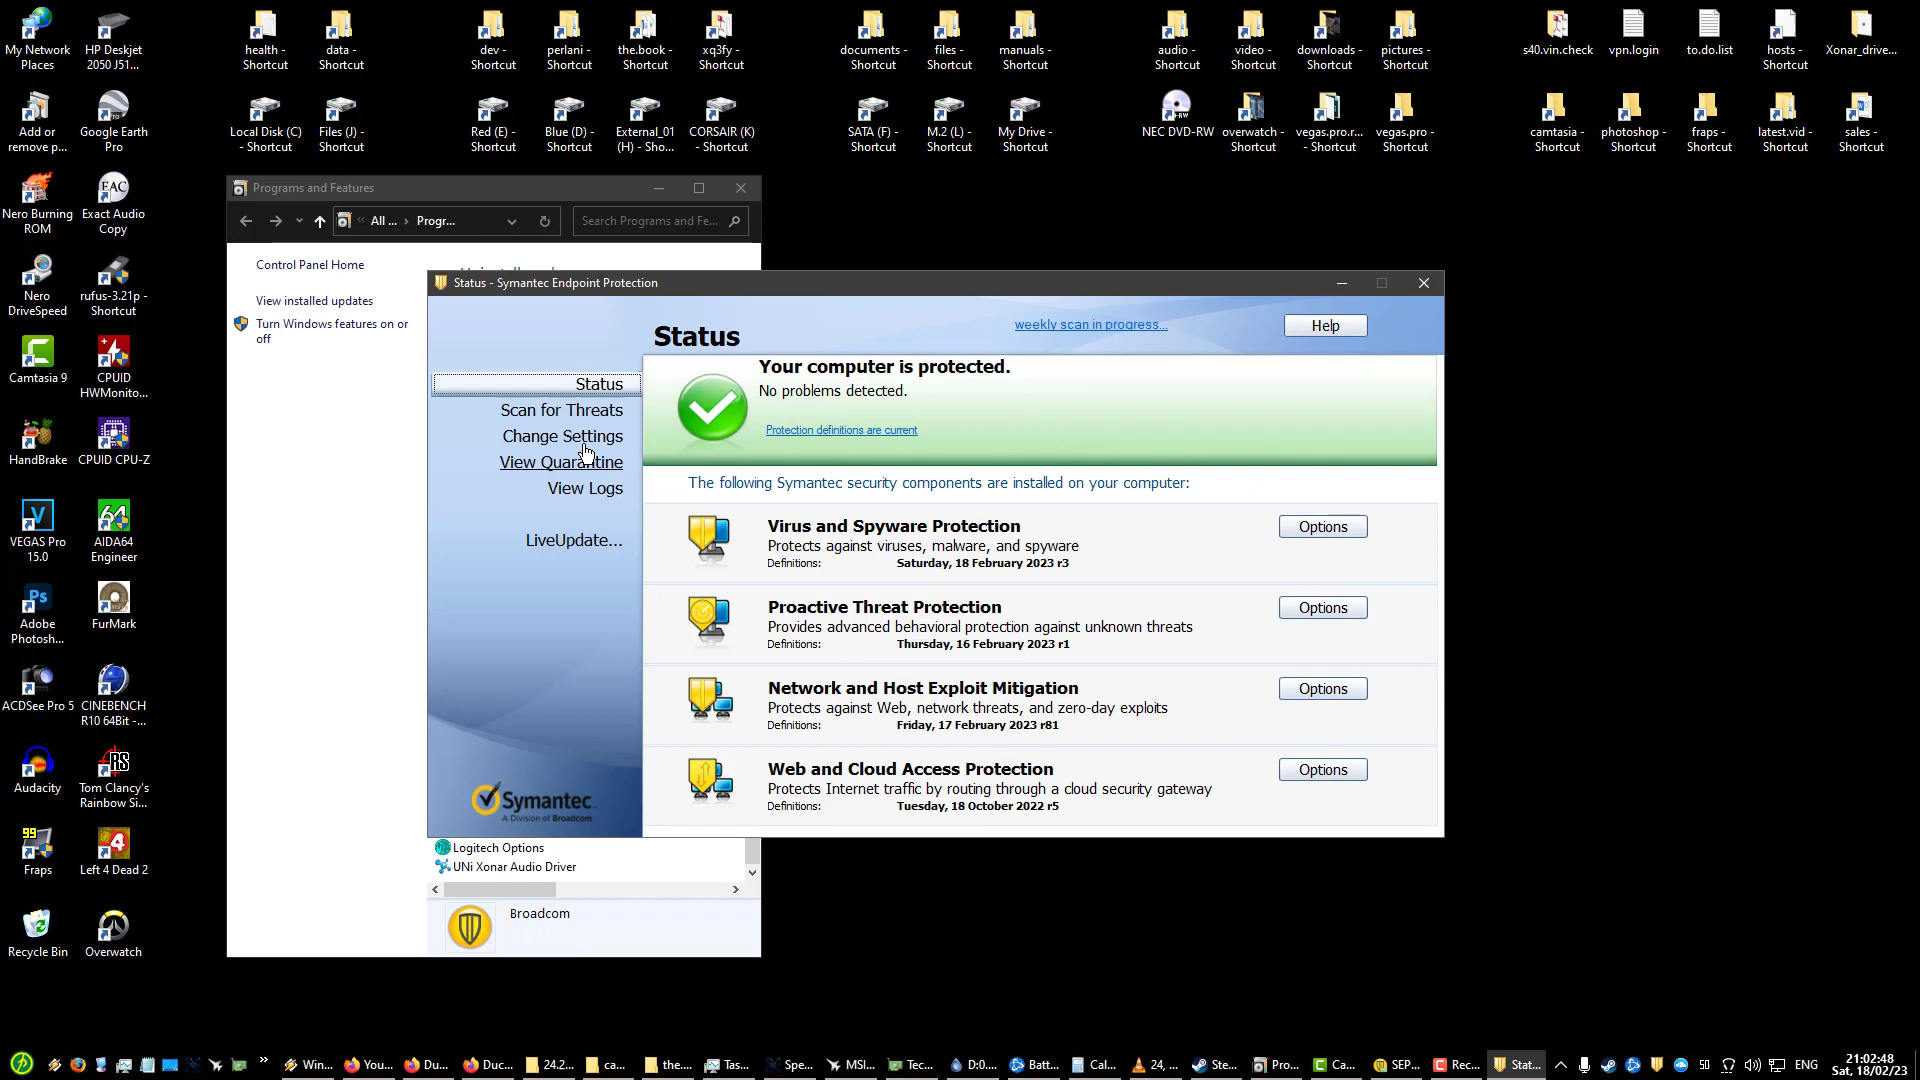 My Network
Places
HP Deskjet
2050 J51...
health -
Shortcut
data -
Shortcut
dev -
Shortcut
perlani -
Shortcut
the.book -
Shortcut
xq3fy -
Shortcut
documents -
Shortcut
files -
Shortcut
manuals -
Shortcut
audio -
Shortcut
video -
Shortcut
downloads -
Shortcut
pictures -
Shortcut
s40.vin.check
vpn.login
to.do.list
hosts -
Shortcut
Xonar_drive...
Add or
remove p...
Google Earth
Pro
Local Disk (C)
- Shortcut
Files (J) -
Shortcut
Red (E) -
Shortcut
Blue (D) -
Shortcut
External_01
(H) - Sho...
CORSAIR (K)
- Shortcut
SATA (F) -
Shortcut
M.2 (L) -
Shortcut
My Drive -
Shortcut
NEC DVD-RW
overwatch -
Shortcut
vegas.pro.r...
- Shortcut
vegas.pro -
Shortcut
camtasia -
Shortcut
photoshop -
Shortcut
fraps -
Shortcut
latest.vid -
Shortcut
sales -
Shortcut
Nero Burning
ROM
Exact Audio
Copy
Nero
DriveSpeed
rufus-3.21p -
Shortcut
Camtasia 9
CPUID
HWMonito...
HandBrake
CPUID CPU-Z
VEGAS Pro
15.0
AIDA64
Engineer
Adobe
Photosh...
FurMark
ACDSee Pro 5
CINEBENCH
R10 64Bit -...
Audacity
Tom Clancy's
Rainbow Si...
Fraps
Left 4 Dead 2
Recycle Bin
Overwatch
Programs and Features
All ...
Progr...
Search Programs and Fe...
Control Panel Home
View installed updates
Turn Windows features on or
off
Status - Symantec Endpoint Protection
Status
weekly scan in progress...
Help
Status
Scan for Threats
Change Settings
View Quarantine
View Logs
LiveUpdate...
Symantec
A Division of Broadcom
Your computer is protected.
No problems detected.
Protection definitions are current
The following Symantec security components are installed on your computer:
Virus and Spyware Protection
Protects against viruses, malware, and spyware
Definitions: Saturday, 18 February 2023 r3
Options
Proactive Threat Protection
Provides advanced behavioral protection against unknown threats
Definitions: Thursday, 16 February 2023 r1
Options
Network and Host Exploit Mitigation
Protects against Web, network threats, and zero-day exploits
Definitions: Friday, 17 February 2023 r81
Options
Web and Cloud Access Protection
Protects Internet traffic by routing through a cloud security gateway
Definitions: Tuesday, 18 October 2022 r5
Options
Logitech Options
UNi Xonar Audio Driver
Broadcom
Win...
You...
Du...
Duc...
24.2...
ca...
the....
Tas...
Spe...
MSI...
Tec...
D:0...
Batt...
Cal...
24, ...
Ste...
Pro...
Ca...
SEP...
Rec...
Stat...
50
ENG
21:02:48
Sat, 18/02/23